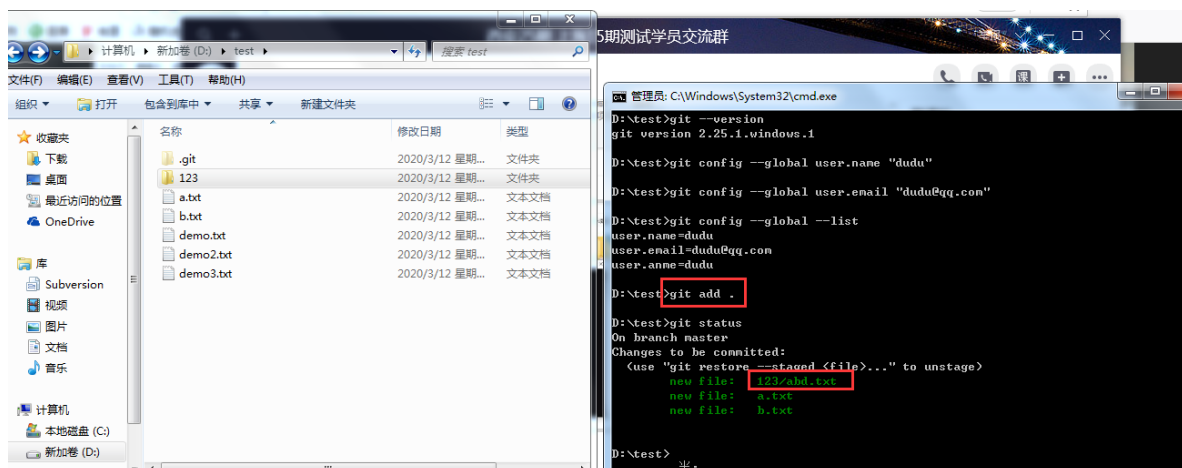 计算机 ▸ 新加卷 (D:) ▸ test ▸
搜索 test
文件(F) 编辑(E) 查看(V) 工具(T) 帮助(H)
组织 打开 包含到库中 共享 新建文件夹
收藏夹
下载
桌面
最近访问的位置
OneDrive
库
Subversion
视频
图片
文档
音乐
计算机
本地磁盘 (C:)
新加卷 (D:)
名称 修改日期 类型
.git 2020/3/12 星期... 文件夹
123 2020/3/12 星期... 文件夹
a.txt 2020/3/12 星期... 文本文档
b.txt 2020/3/12 星期... 文本文档
demo.txt 2020/3/12 星期... 文本文档
demo2.txt 2020/3/12 星期... 文本文档
demo3.txt 2020/3/12 星期... 文本文档
5期测试学员交流群
课
管理员: C:\Windows\System32\cmd.exe
D:\test>git --version
git version 2.25.1.windows.1
D:\test>git config --global user.name "dudu"
D:\test>git config --global user.email "dudu@qq.com"
D:\test>git config --global --list
user.name=dudu
user.email=dudu@qq.com
user.anme=dudu
D:\test>git add .
D:\test>git status
On branch master
Changes to be committed:
(use "git restore --staged <file>..." to unstage)
new file: 123/abd.txt
new file: a.txt
new file: b.txt
D:\test>